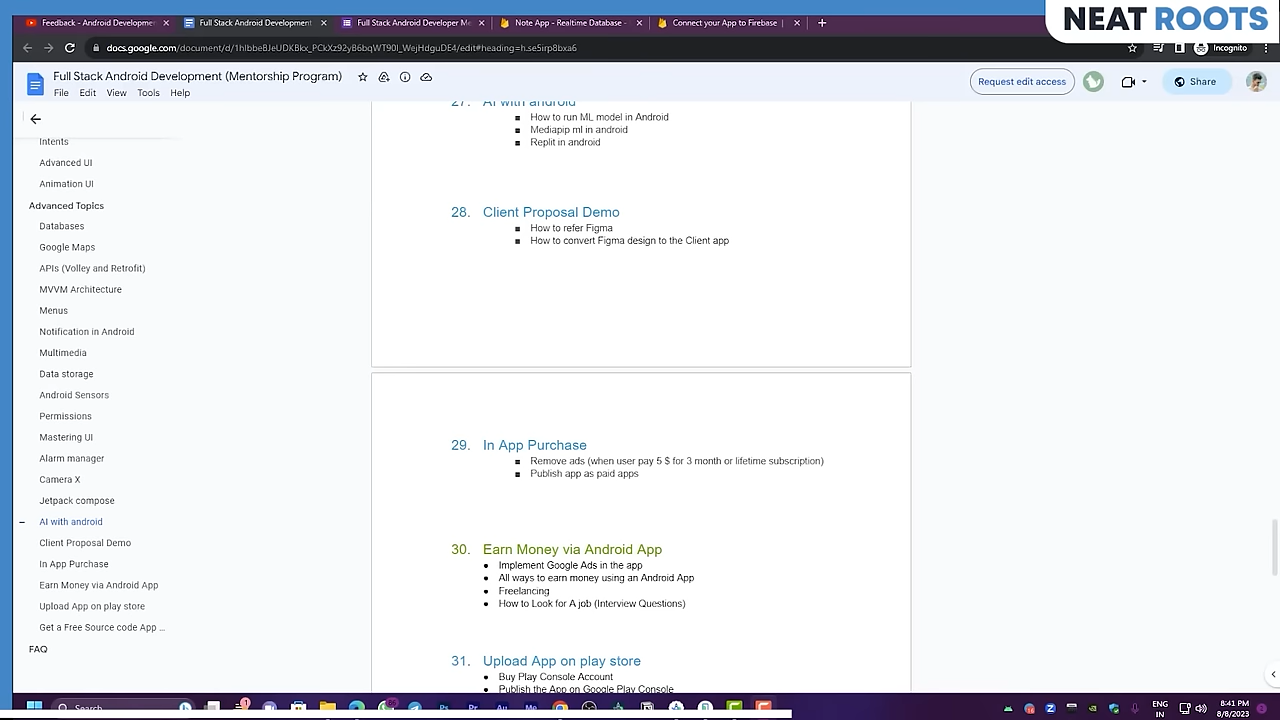 NEAT ROOTS
Feedback - Android Developmen
Full Stack Android Development
Full Stack Android Developer Me
Note App - Realtime Database -
Connect your App to Firebase
docs.google.com/document/d/1hIbbeBJeUDKBkx_PCkXz92yB6bqWT90l_WejHdguDE4/edit#heading=h.se5irp8bxa6
Incognito
Full Stack Android Development (Mentorship Program)
File Edit View Tools Help
Request edit access
Share
Intents
Advanced UI
Animation UI
Advanced Topics
Databases
Google Maps
APIs (Volley and Retrofit)
MVVM Architecture
Menus
Notification in Android
Multimedia
Data storage
Android Sensors
Permissions
Mastering UI
Alarm manager
Camera X
Jetpack compose
AI with android
Client Proposal Demo
In App Purchase
Earn Money via Android App
Upload App on play store
Get a Free Source code App ...
FAQ
27. AI with android
How to run ML model in Android
Mediapip ml in android
Replit in android
28. Client Proposal Demo
How to refer Figma
How to convert Figma design to the Client app
29. In App Purchase
Remove ads (when user pay 5 $ for 3 month or lifetime subscription)
Publish app as paid apps
30. Earn Money via Android App
Implement Google Ads in the app
All ways to earn money using an Android App
Freelancing
How to Look for A job (Interview Questions)
31. Upload App on play store
Buy Play Console Account
Publish the App on Google Play Console
Search
ENG
IN
8:41 PM
8/8/2023